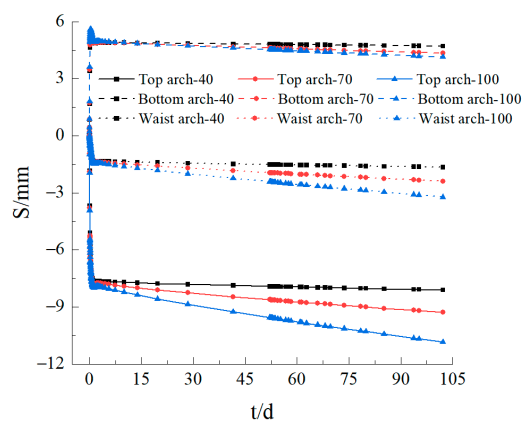 6
3
Top arch-40 Top arch-70 Top arch-100
Bottom arch-40 Bottom arch-70 Bottom arch-100
Waist arch-40 Waist arch-70 Waist arch-100
0
−3
−6
−9
−12
S/mm
0 15 30 45 60 75 90 105
t/d